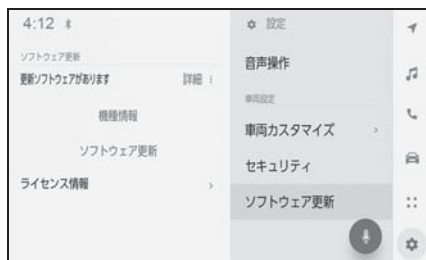 4:12
ソフトウェア更新
更新ソフトウェアがあります 詳細
機種情報
ソフトウェア更新
ライセンス情報
設定
音声操作
車両設定
車両カスタマイズ
セキュリティ
ソフトウェア更新